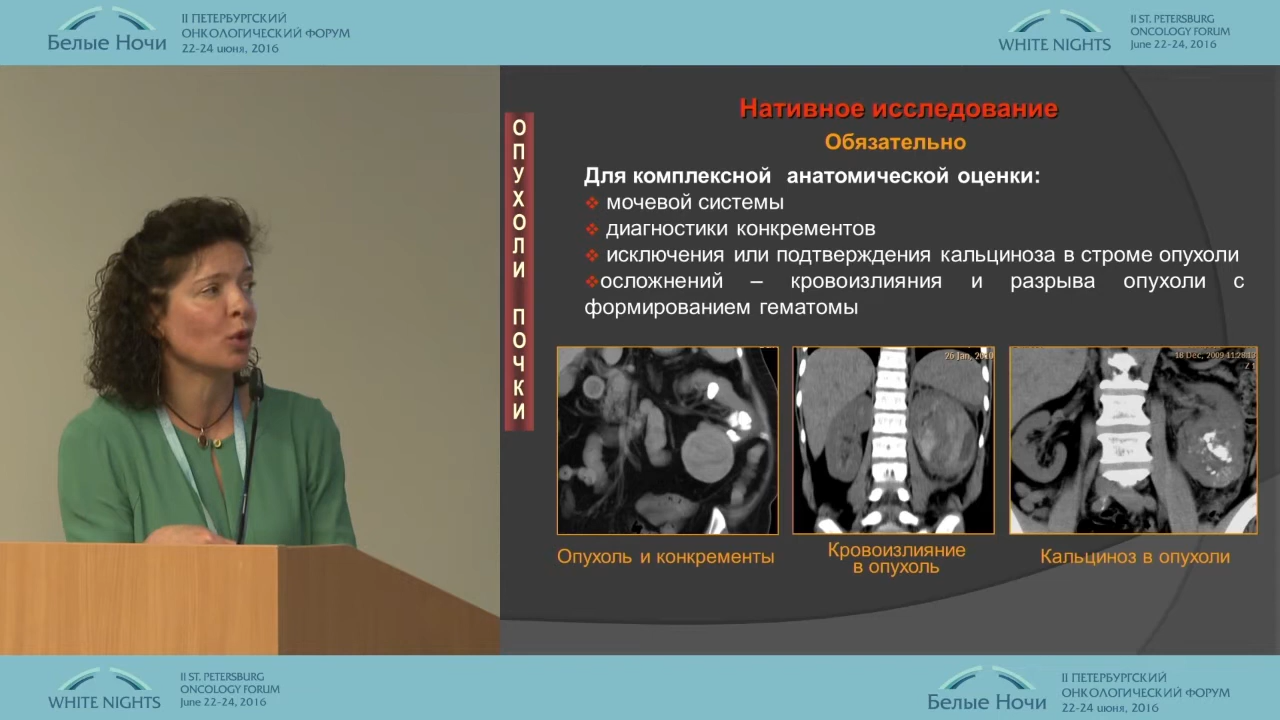 Белые Ночи
II ПЕТЕРБУРГСКИЙ
ОНКОЛОГИЧЕСКИЙ ФОРУМ
22-24 июня, 2016
WHITE NIGHTS
II ST. PETERSBURG
ONCOLOGY FORUM
June 22-24, 2016
ОПУХОЛИ ПОЧКИ
Нативное исследование
Обязательно
Для комплексной анатомической оценки:
мочевой системы
диагностики конкрементов
исключения или подтверждения кальциноза в строме опухоли
осложнений – кровоизлияния и разрыва опухоли с
формированием гематомы
18 Dec, 2009 11:28:13
Опухоль и конкременты
Кровоизлияние
в опухоль
Кальциноз в опухоли
WHITE NIGHTS
II ST. PETERSBURG
ONCOLOGY FORUM
June 22-24, 2016
Белые Ночи
II ПЕТЕРБУРГСКИЙ
ОНКОЛОГИЧЕСКИЙ ФОРУМ
22-24 июня, 2016